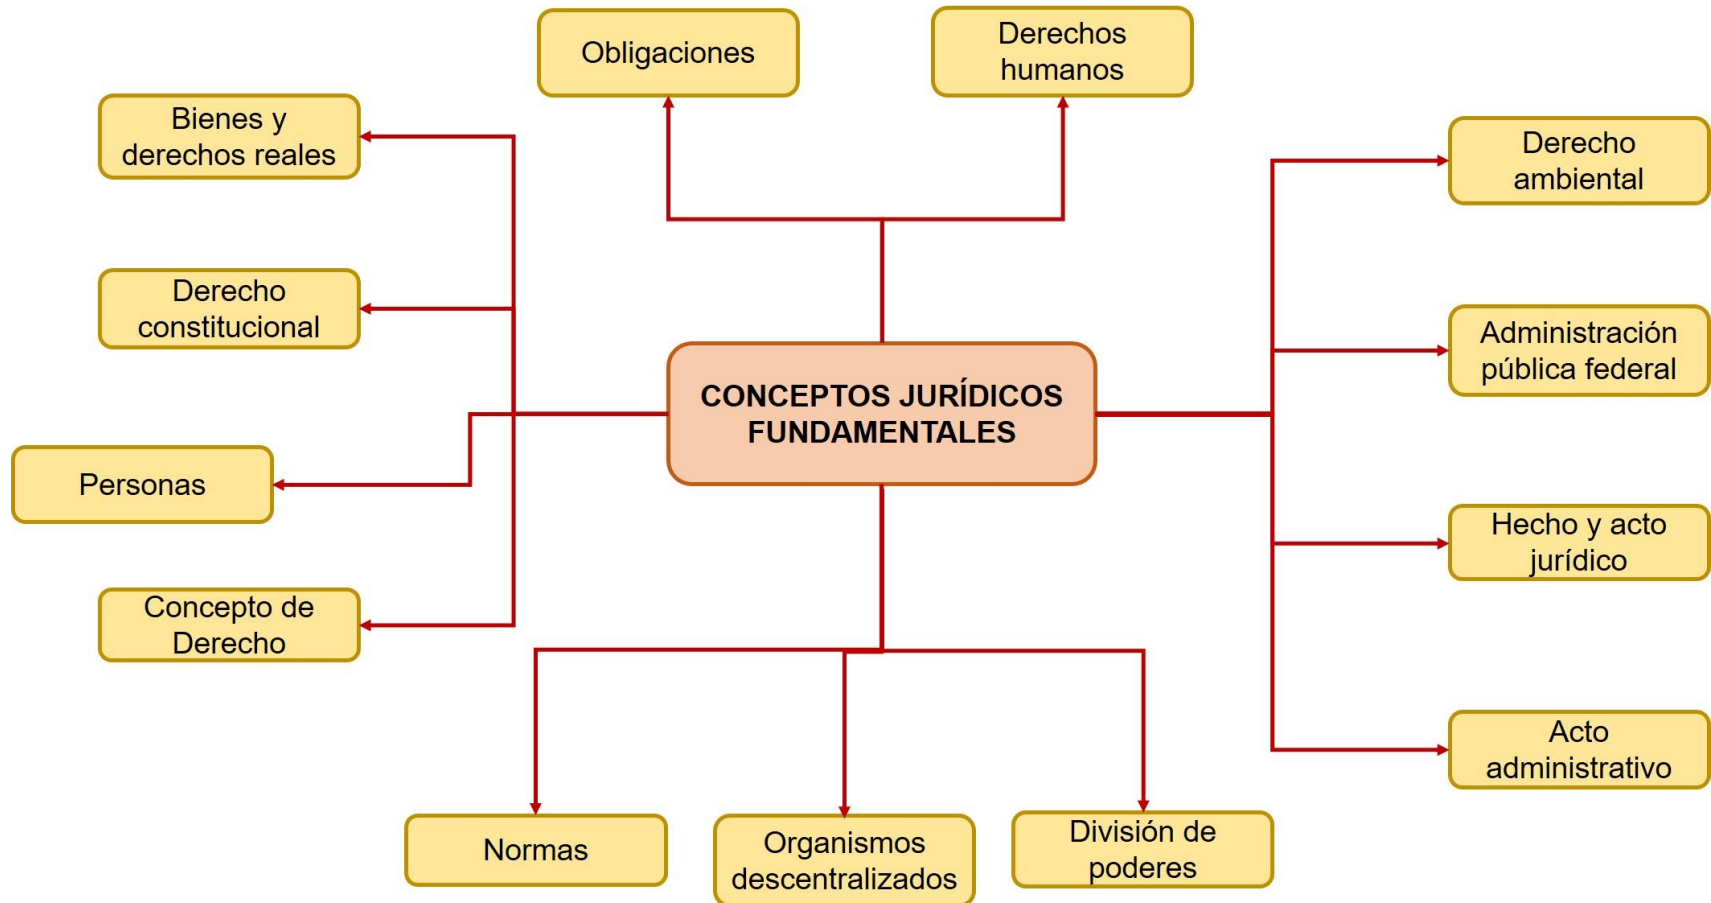 Obligaciones
Derechos
humanos
Bienes y
derechos reales
Derecho
ambiental
Derecho
constitucional
Administración
pública federal
CONCEPTOS JURÍDICOS
FUNDAMENTALES
Personas
Hecho y acto
jurídico
Concepto de
Derecho
Acto
administrativo
Normas
Organismos
descentralizados
División de
poderes